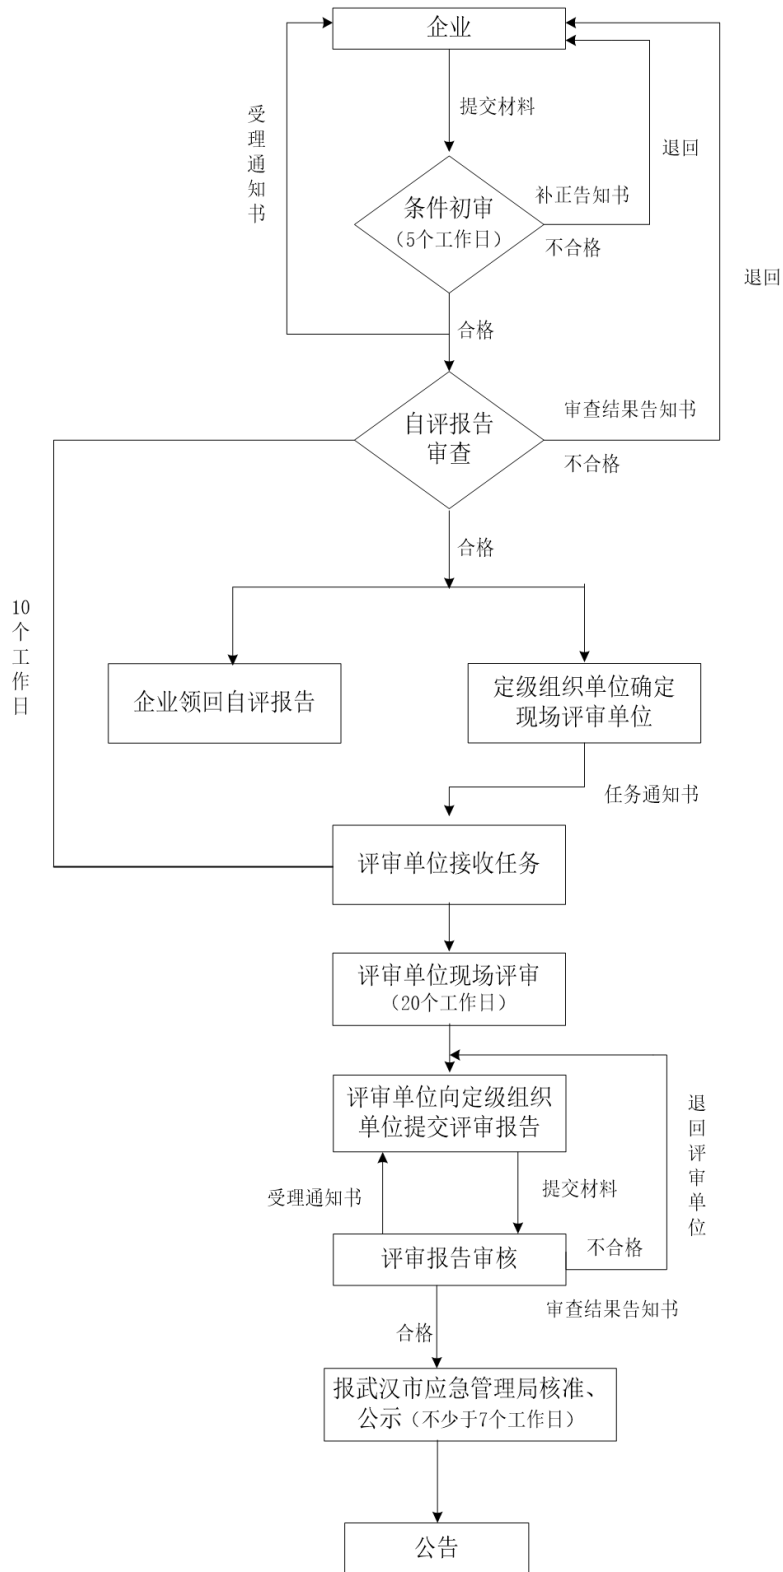 企业
提交材料
受理通知书
退回
条件初审
（5个工作日）
补正告知书
不合格
退回
合格
自评报告
审查
审查结果告知书
不合格
合格
10个工作日
企业领回自评报告
定级组织单位确定
现场评审单位
任务通知书
评审单位接收任务
评审单位现场评审
（20个工作日）
评审单位向定级组织
单位提交评审报告
退回评审单位
受理通知书
提交材料
评审报告审核
不合格
审查结果告知书
合格
报武汉市应急管理局核准、
公示（不少于7个工作日）
公告